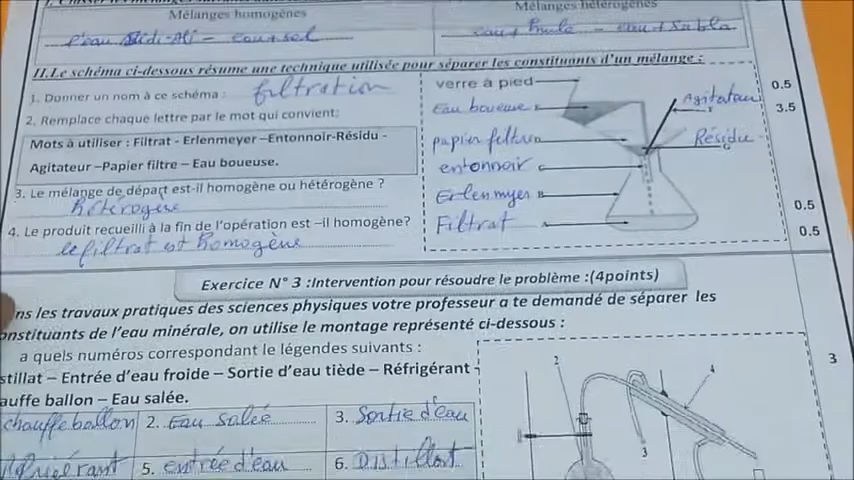 Mélanges homogènes
Mélanges hétérogènes
l'eau Sidi-Ali – eau+sel
eau + huile – eau + sable
II.Le schéma ci-dessous résume une technique utilisée pour séparer les constituants d'un mélange :
1. Donner un nom à ce schéma : filtration
2. Remplace chaque lettre par le mot qui convient:
Mots à utiliser : Filtrat - Erlenmeyer –Entonnoir-Résidu -
Agitateur –Papier filtre – Eau boueuse.
3. Le mélange de départ est-il homogène ou hétérogène ?
hétérogène
4. Le produit recueilli à la fin de l'opération est –il homogène?
le filtrat est homogène
verre à pied
Eau boueuse E
papier filtre D
entonnoir C
Erlenmyer B
Filtrat A
Agitateur
F
Résidu
G
0.5
3.5
0.5
0.5
Exercice N° 3 :Intervention pour résoudre le problème :(4points)
ns les travaux pratiques des sciences physiques votre professeur a te demandé de séparer les
onstituants de l'eau minérale, on utilise le montage représenté ci-dessous :
a quels numéros correspondant le légendes suivants :
stillat – Entrée d'eau froide – Sortie d'eau tiède – Réfrigérant -
auffe ballon – Eau salée.
chauffe ballon
2. Eau salée
3. Sortie d'eau
5. entrée d'eau
6. Distillat
3
2
4
3